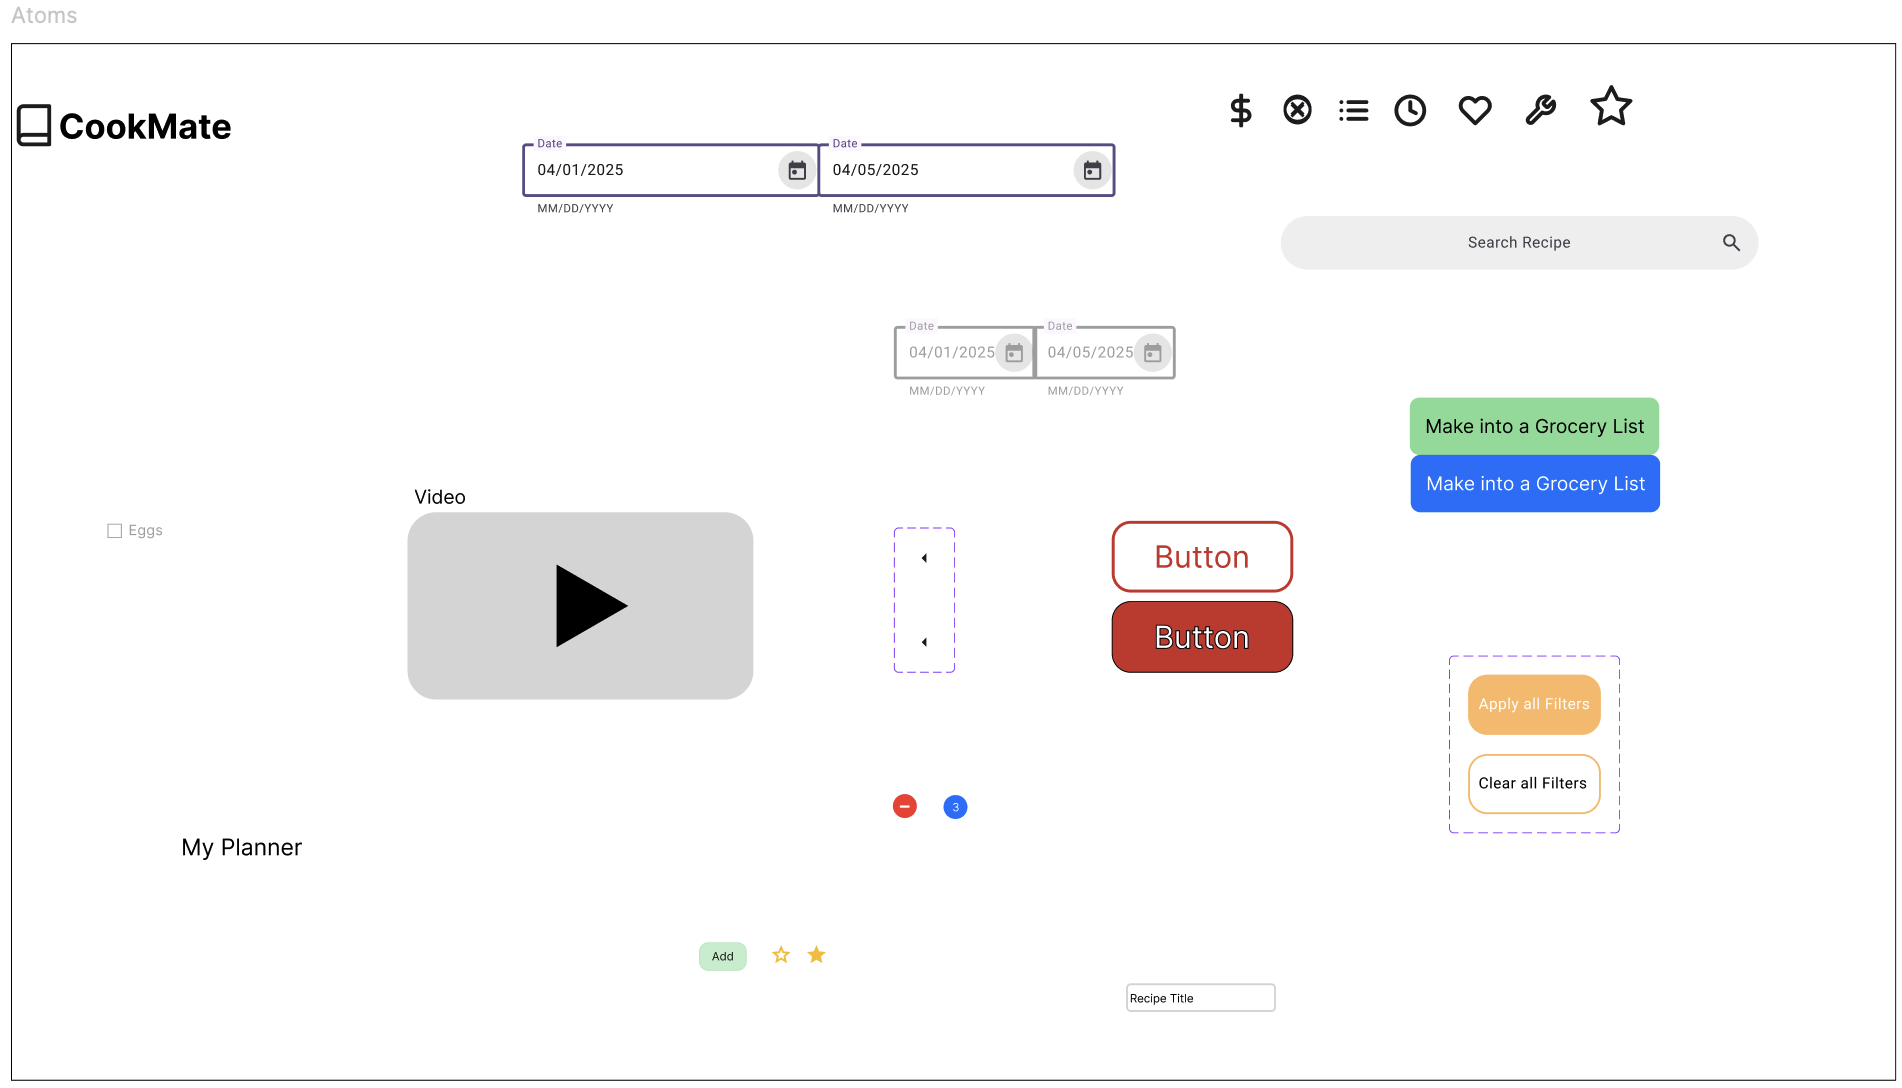 Atoms
CookMate
Date
04/01/2025
MM/DD/YYYY
Date
04/05/2025
MM/DD/YYYY
Search Recipe
Date
04/01/2025
MM/DD/YYYY
Date
04/05/2025
MM/DD/YYYY
Make into a Grocery List
Make into a Grocery List
Video
Eggs
Button
Button
Apply all Filters
Clear all Filters
3
My Planner
Add
Recipe Title